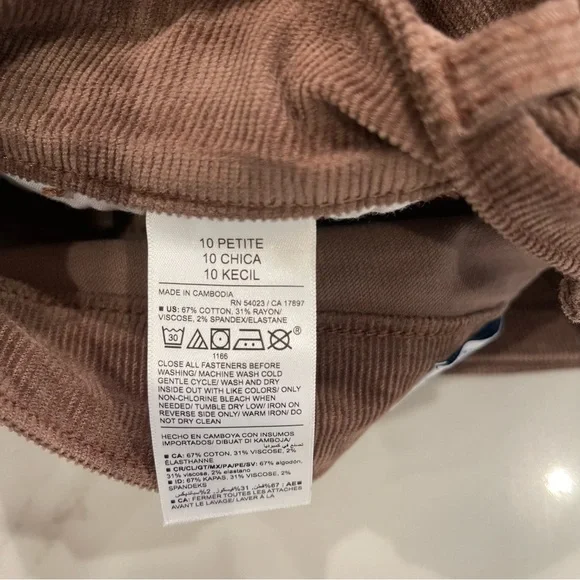 10 PETITE
10 CHICA
10 KECIL
MADE IN CAMBODIA
RN 54023 / CA 17897
■ US: 67% COTTON, 31% RAYON/
VISCOSE, 2% SPANDEX/ELASTANE
30
®
1166
CLOSE ALL FASTENERS BEFORE
WASHING/ MACHINE WASH COLD
GENTLE CYCLE/ WASH AND DRY
INSIDE OUT WITH LIKE COLORS/ ONLY
NON-CHLORINE BLEACH WHEN
NEEDED/ TUMBLE DRY LOW/ IRON ON
REVERSE SIDE ONLY/ WARM IRON/ DO
NOT DRY CLEAN
HECHO EN CAMBOYA CON INSUMOS
IMPORTADOS/ DIBUAT DI KAMBOJA/
■ CA: 67% COTON, 31% VISCOSE, 2%
ÉLASTHANNE
■ CR/CL/GT/MX/PA/PE/SV: 67% algodon,
31% viscosa, 2% elastano
■ ID: 67% KAPAS, 31% VISCOSE, 2%
SPANDEKS
■ CA: FERMER TOUTES LES ATTACHES
AVANT LE LAVAGE/ LAVER À LA